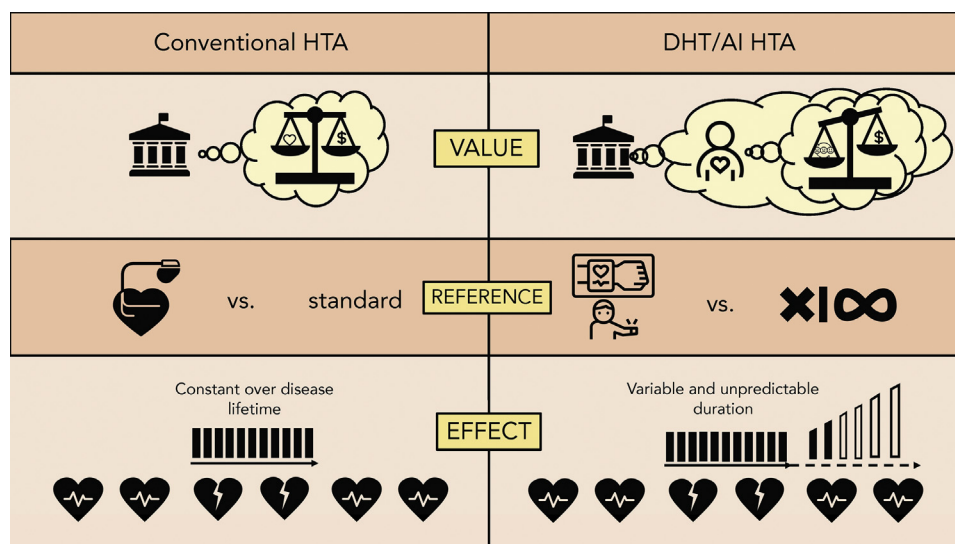 Conventional HTA
DHT/AI HTA
$
VALUE
$
vs.
standard
REFERENCE
vs.
Constant over disease
lifetime
EFFECT
Variable and unpredictable
duration